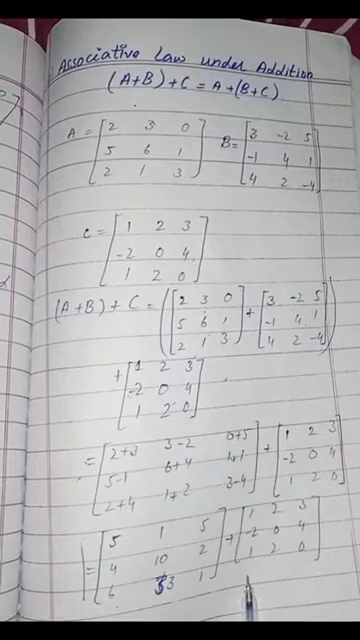 Associative Law under Addition
(A+B)+C = A+(B+C)
A = [2 3 0 B = [3 -2 5
5 6 1 -1 4 1
2 1 3] 4 2 -4]
C = [1 2 3
-2 0 4
1 2 0]
(A+B)+C = ([2 3 0 + [3 -2 5
5 6 1 -1 4 1
2 1 3] 4 2 -4])
+ [1 2 3
-2 0 4
1 2 0]
= [2+3 3-2 0+5 + [1 2 3
5-1 6+4 1+1 -2 0 4
2+4 1+2 3-4] 1 2 0]
= [5 1 5 + [1 2 3
4 10 2 -2 0 4
6 3 1] 1 2 0]